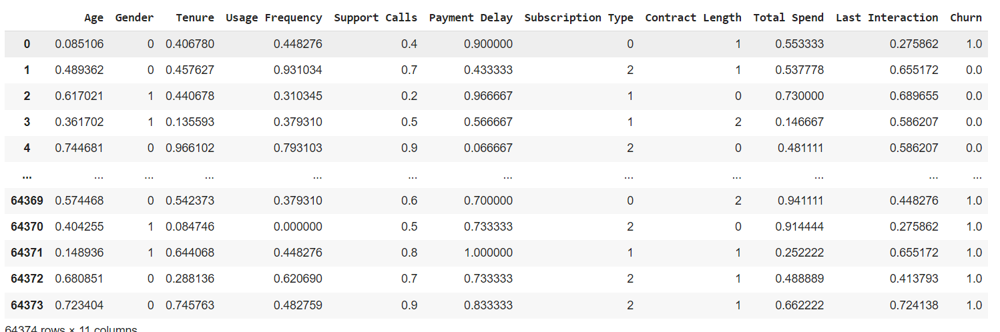 Age Gender Tenure Usage Frequency Support Calls Payment Delay Subscription Type Contract Length Total Spend Last Interaction Churn
0 0.085106 0 0.406780 0.448276 0.4 0.900000 0 1 0.553333 0.275862 1.0
1 0.489362 0 0.457627 0.931034 0.7 0.433333 2 1 0.537778 0.655172 0.0
2 0.617021 1 0.440678 0.310345 0.2 0.966667 1 0 0.730000 0.689655 0.0
3 0.361702 1 0.135593 0.379310 0.5 0.566667 1 2 0.146667 0.586207 0.0
4 0.744681 0 0.966102 0.793103 0.9 0.066667 2 0 0.481111 0.586207 0.0
... ... ... ... ... ... ... ... ... ... ... ...
64369 0.574468 0 0.542373 0.379310 0.6 0.700000 0 2 0.941111 0.448276 1.0
64370 0.404255 1 0.084746 0.000000 0.5 0.733333 2 0 0.914444 0.275862 1.0
64371 0.148936 1 0.644068 0.448276 0.8 1.000000 1 1 0.252222 0.655172 1.0
64372 0.680851 0 0.288136 0.620690 0.7 0.733333 2 1 0.488889 0.413793 1.0
64373 0.723404 0 0.745763 0.482759 0.9 0.833333 2 1 0.662222 0.724138 1.0
64374 rows × 11 columns